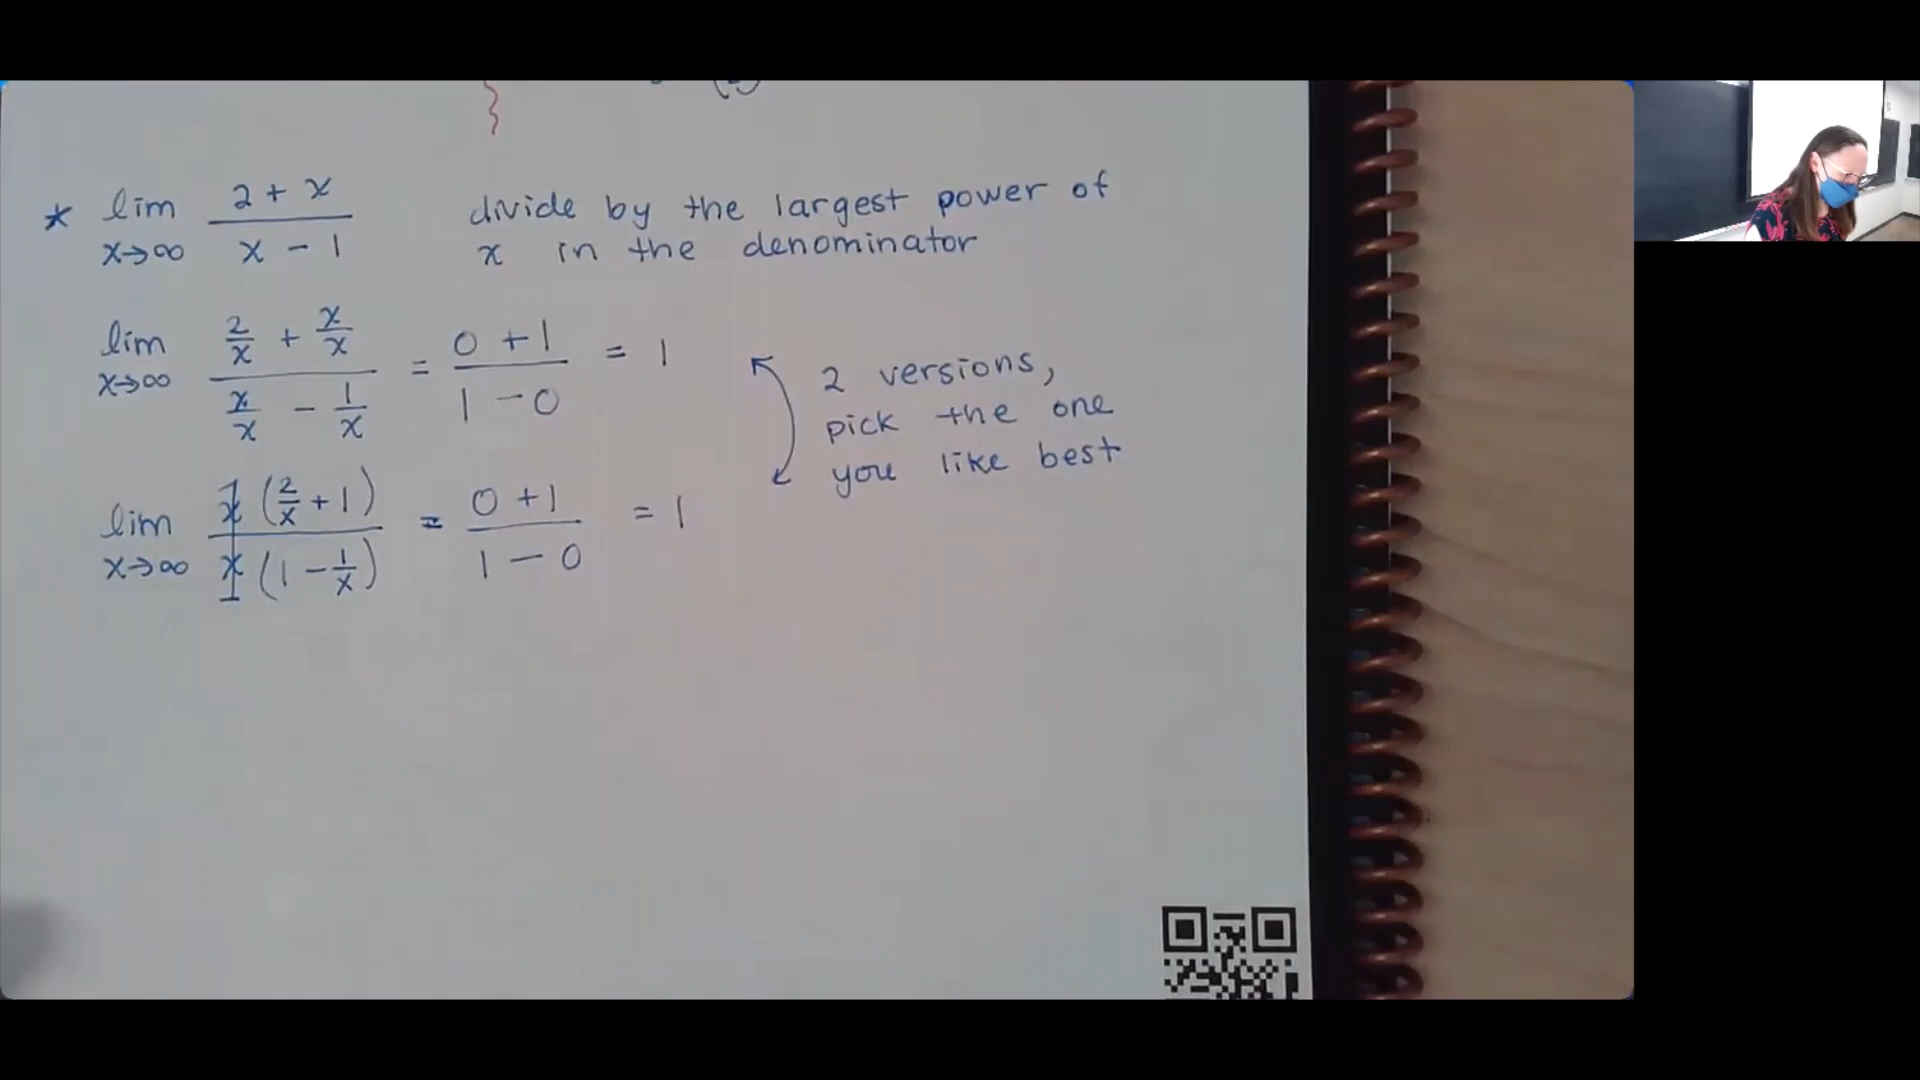 * lim x→∞ (2 + x)/(x - 1) divide by the largest power of
x in the denominator
lim x→∞ (2/x + x/x)/(x/x - 1/x) = (0 + 1)/(1 - 0) = 1
2 versions,
pick the one
you like best
lim x→∞ x(2/x + 1)/x(1 - 1/x) = (0 + 1)/(1 - 0) = 1